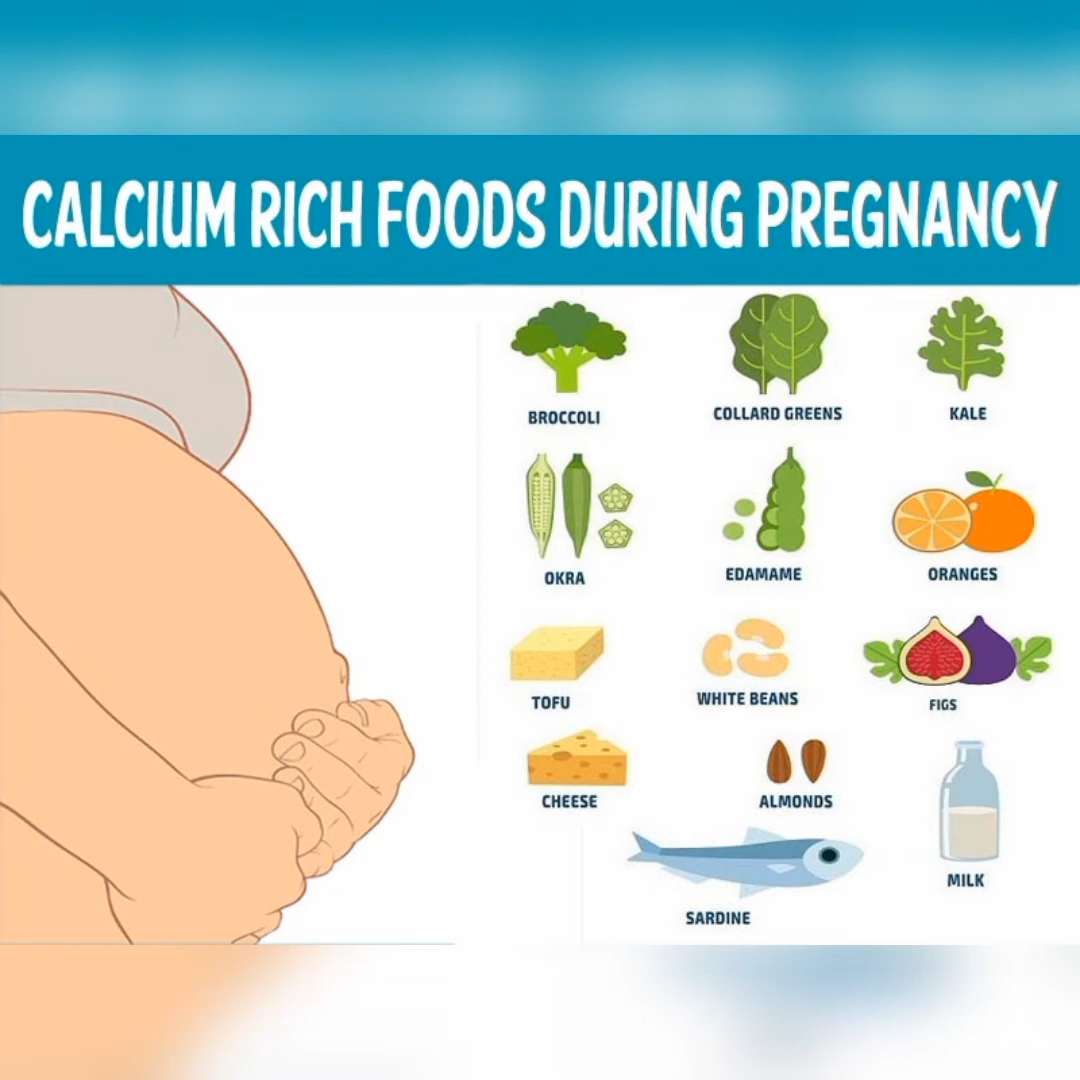 CALCIUM RICH FOODS DURING PREGNANCY
BROCCOLI
COLLARD GREENS
KALE
OKRA
EDAMAME
ORANGES
TOFU
WHITE BEANS
FIGS
CHEESE
ALMONDS
MILK
SARDINE